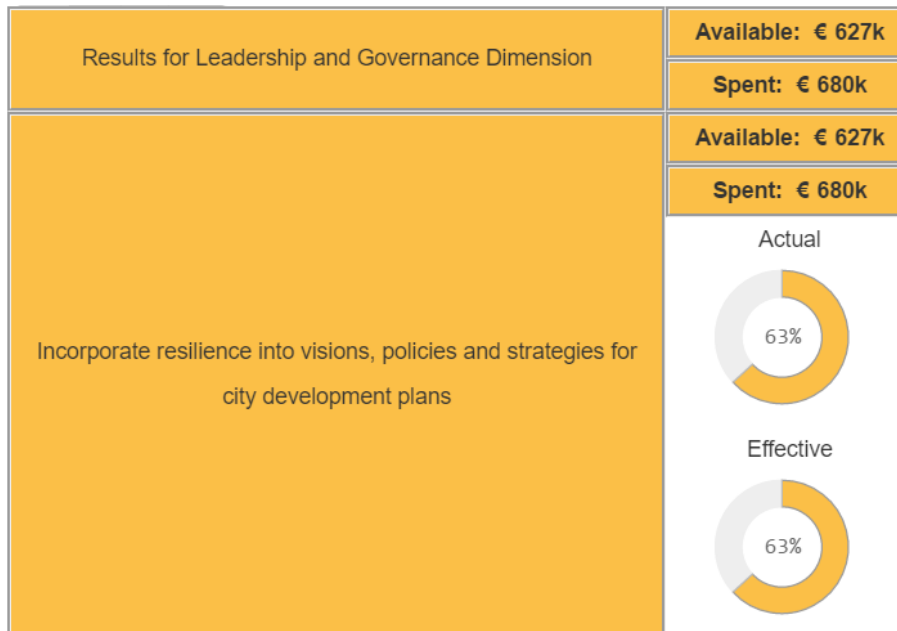 Results for Leadership and Governance Dimension
Available: € 627k
Spent: € 680k
Incorporate resilience into visions, policies and strategies for
city development plans
Available: € 627k
Spent: € 680k
Actual
63%
Effective
63%